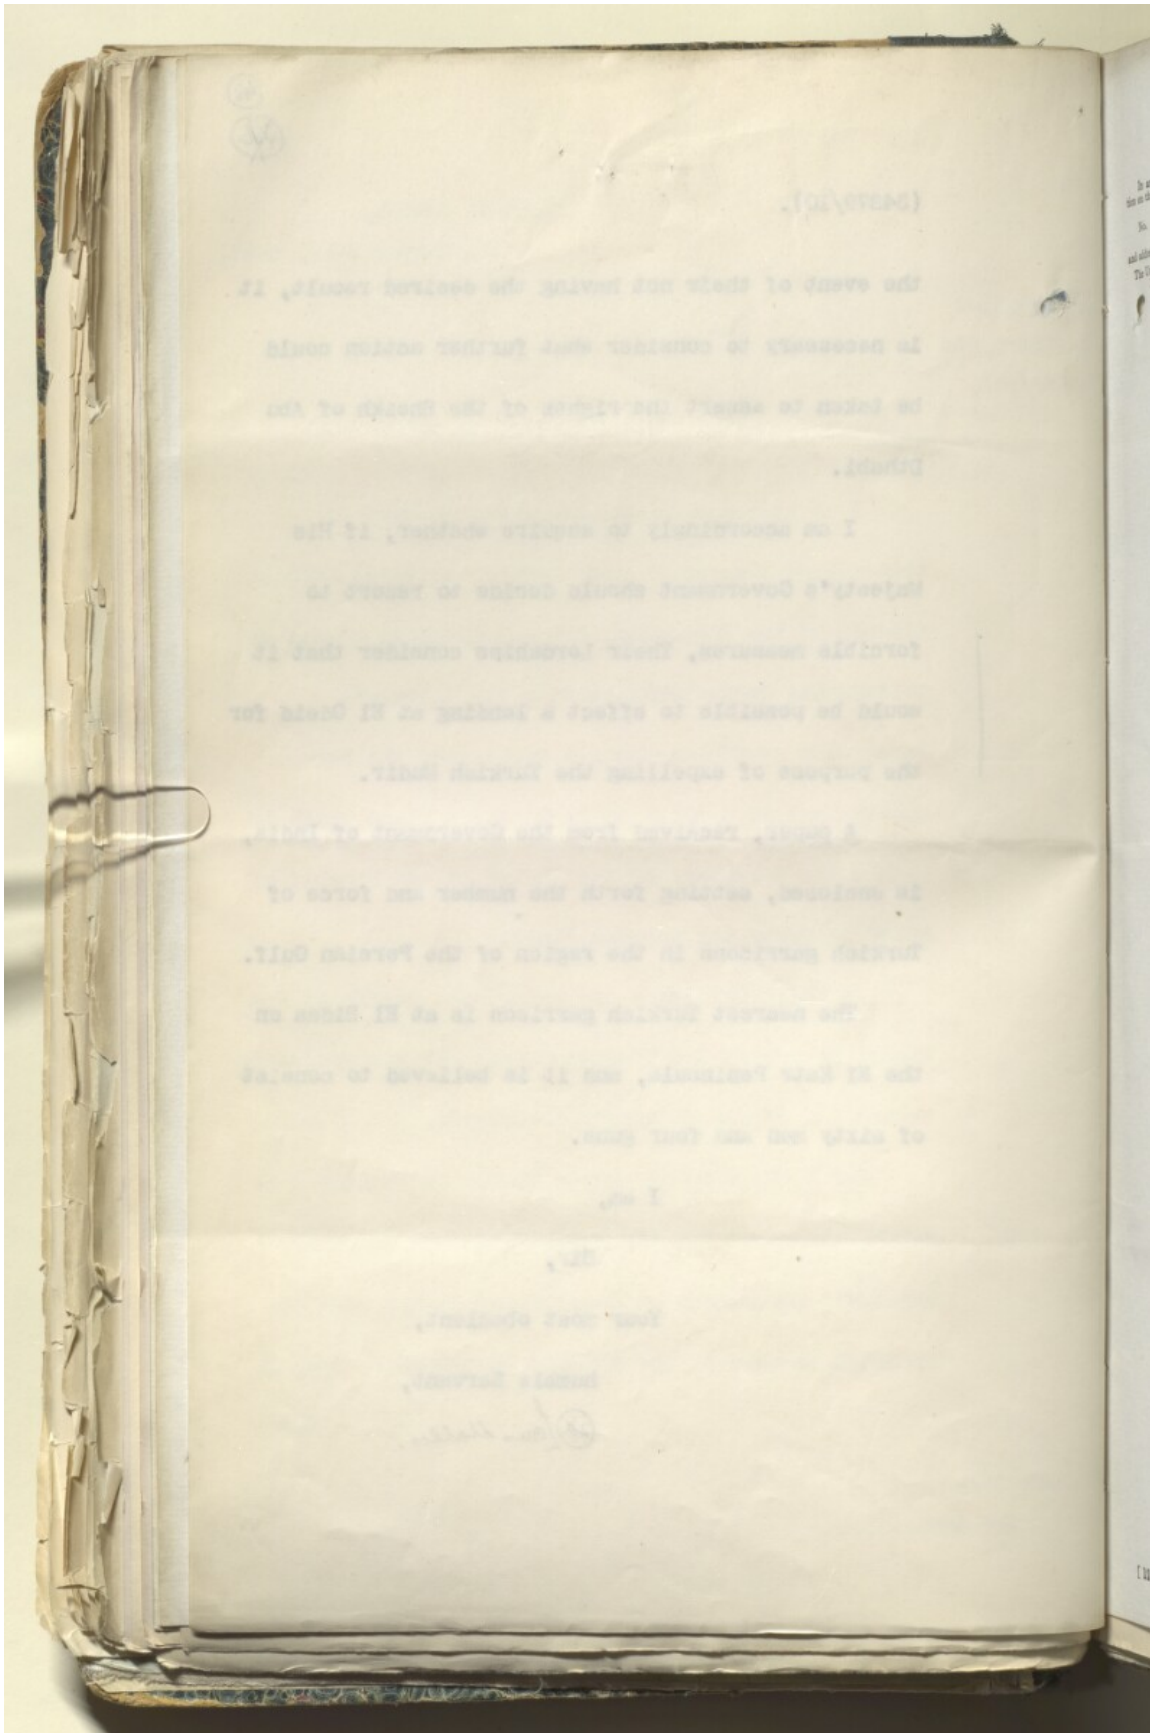 (34379/10).
the event of their not having the desired result, it
is necessary to consider what further action could
be taken to assert the rights of the Sheikh of Abu
Dthubi.
I am accordingly to enquire whether, if His
Majesty's Government should decide to resort to
forcible measures, Their Lordships consider that it
would be possible to effect a landing at El Odeid for
the purpose of expelling the Turkish Mudir.
A paper, received from the Government of India,
is enclosed, setting forth the number and force of
Turkish garrisons in the region of the Persian Gulf.
The nearest Turkish garrison is at El Bidaa on
the El Katr Peninsula, and it is believed to consist
of sixty men and four guns.
I am,
Sir,
Your most obedient,
humble Servant,
No.